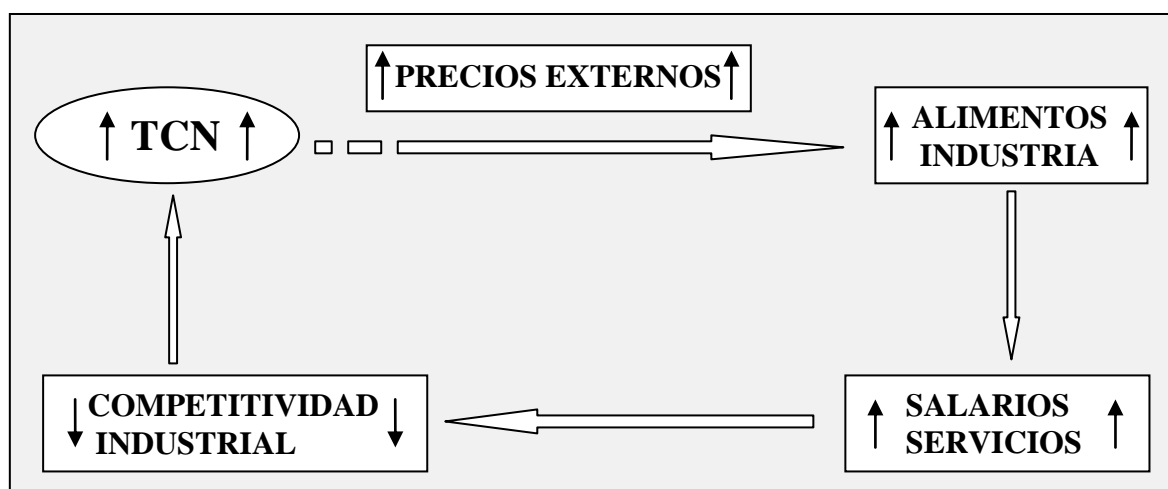 PRECIOS EXTERNOS
TCN
ALIMENTOS
INDUSTRIA
COMPETITIVIDAD
INDUSTRIAL
SALARIOS
SERVICIOS